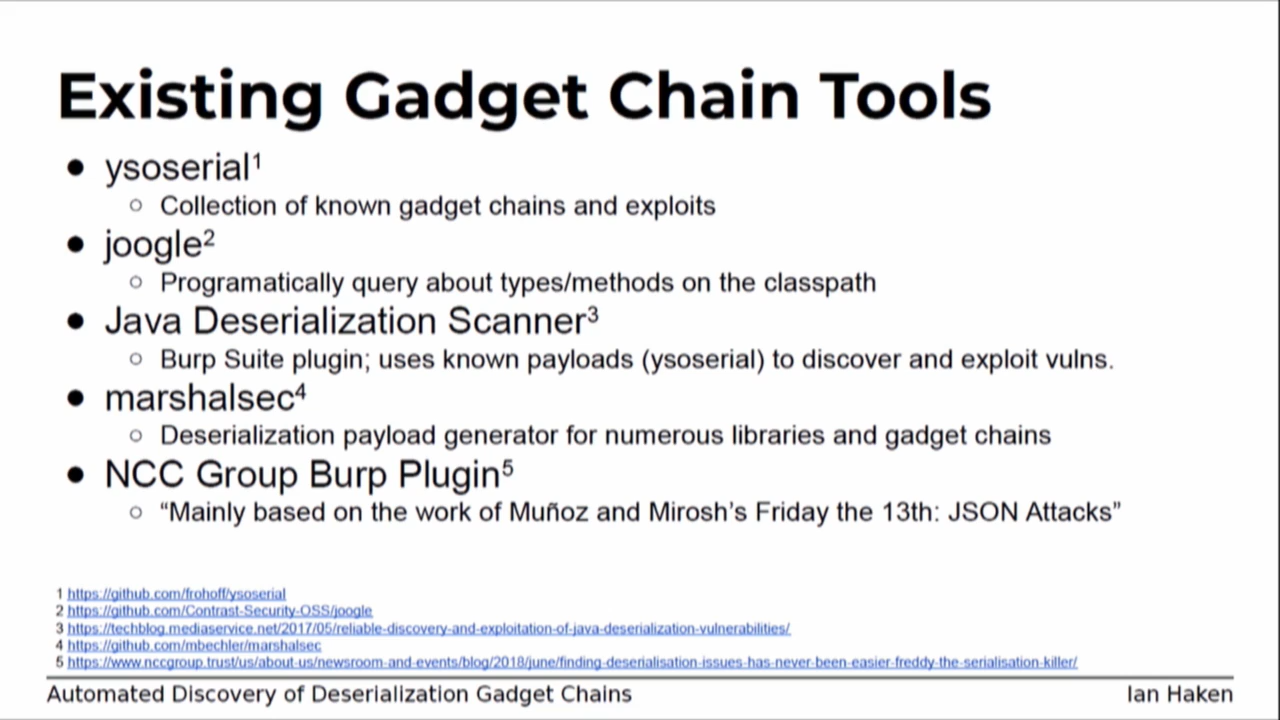 Existing Gadget Chain Tools
● ysoserial¹
○ Collection of known gadget chains and exploits
● joogle²
○ Programatically query about types/methods on the classpath
● Java Deserialization Scanner³
○ Burp Suite plugin; uses known payloads (ysoserial) to discover and exploit vulns.
● marshalsec⁴
○ Deserialization payload generator for numerous libraries and gadget chains
● NCC Group Burp Plugin⁵
○ “Mainly based on the work of Muñoz and Mirosh’s Friday the 13th: JSON Attacks”
1 https://github.com/frohoff/ysoserial
2 https://github.com/Contrast-Security-OSS/joogle
3 https://techblog.mediaservice.net/2017/05/reliable-discovery-and-exploitation-of-java-deserialization-vulnerabilities/
4 https://github.com/mbechler/marshalsec
5 https://www.nccgroup.trust/us/about-us/newsroom-and-events/blog/2018/june/finding-deserialisation-issues-has-never-been-easier-freddy-the-serialisation-killer/
Automated Discovery of Deserialization Gadget Chains
Ian Haken